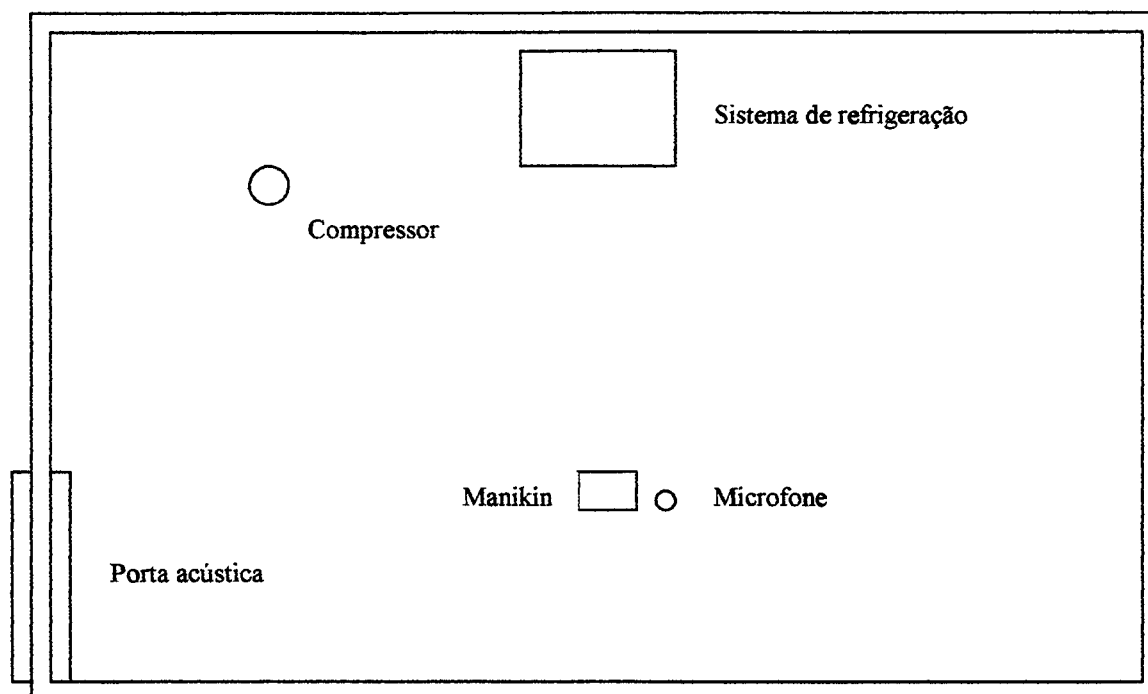 Sistema de refrigeração
Compressor
Manikin
Microfone
Porta acústica